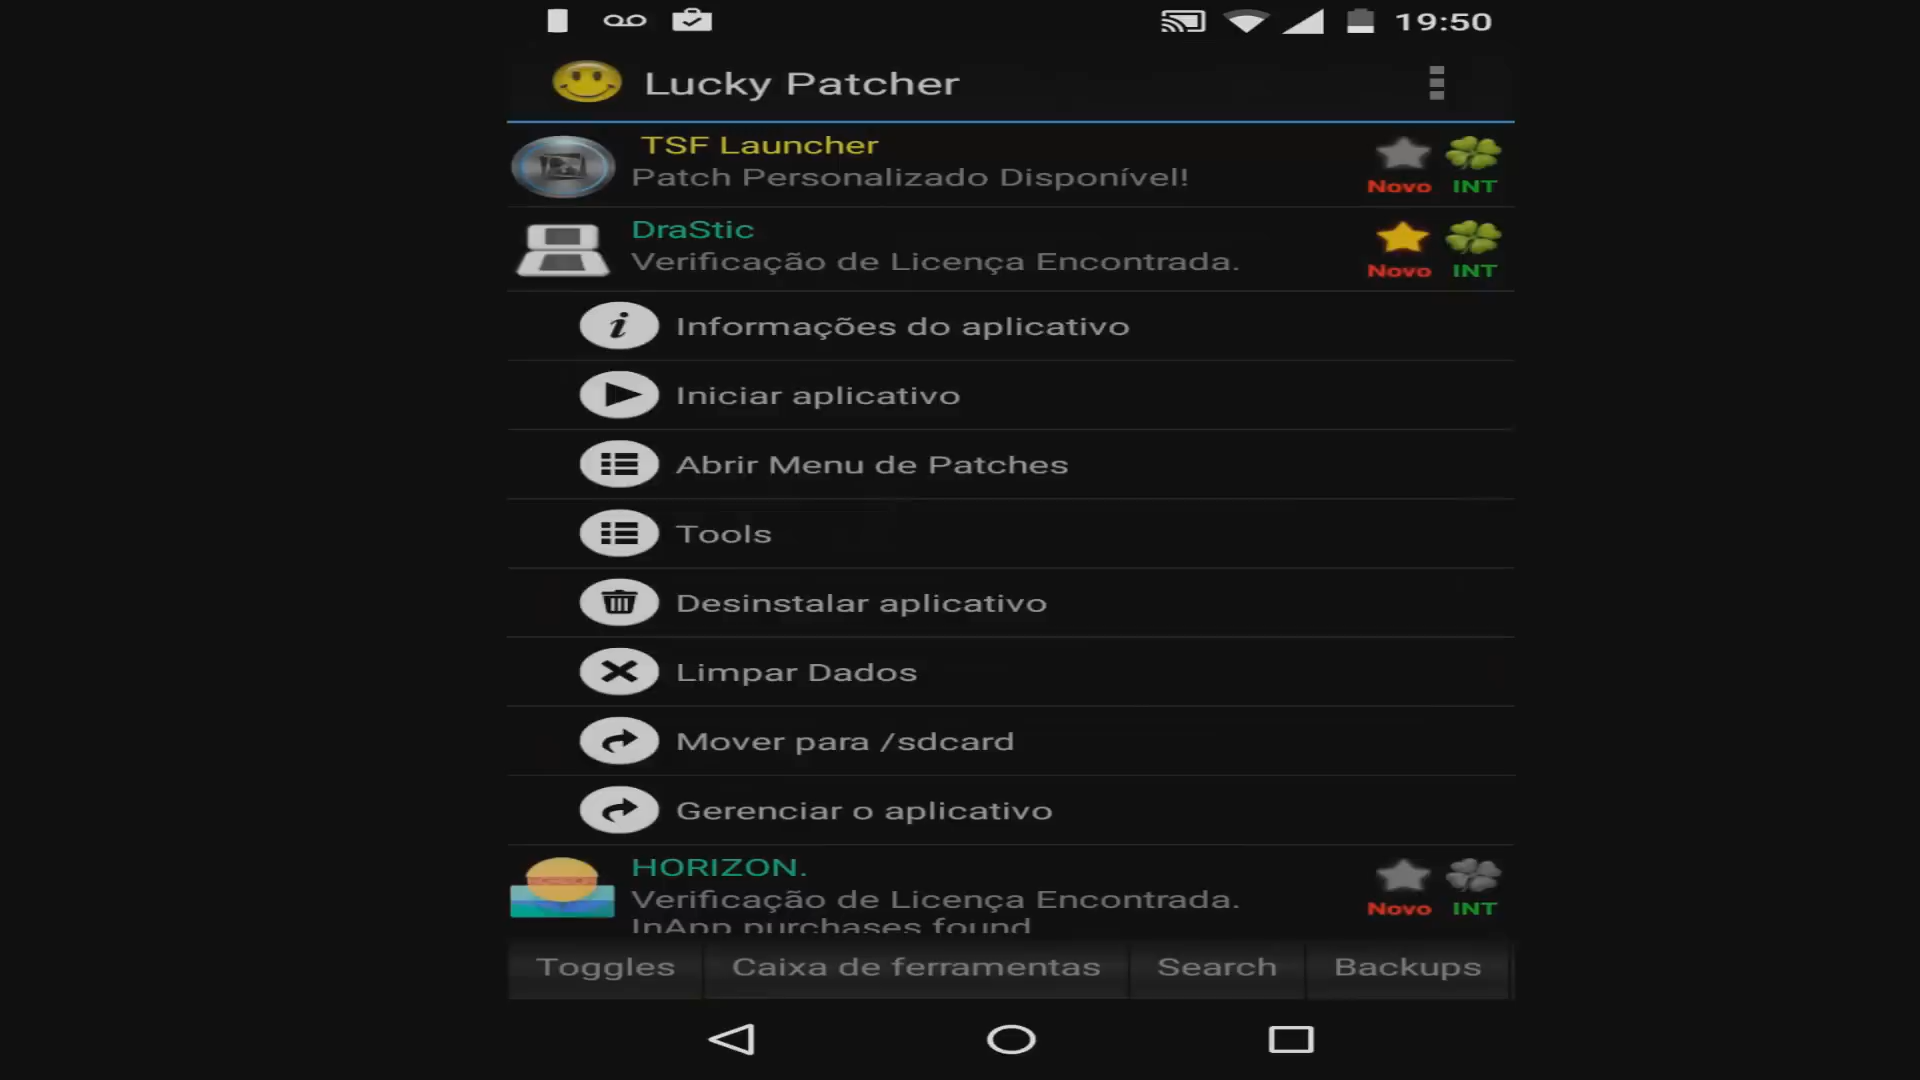 19:50
Lucky Patcher
TSF Launcher
Patch Personalizado Disponível!
Novo INT
DraStic
Verificação de Licença Encontrada.
Novo INT
Informações do aplicativo
Iniciar aplicativo
Abrir Menu de Patches
Tools
Desinstalar aplicativo
Limpar Dados
Mover para /sdcard
Gerenciar o aplicativo
HORIZON.
Verificação de Licença Encontrada.
InApp purchases found
Novo INT
Toggles Caixa de ferramentas Search Backups